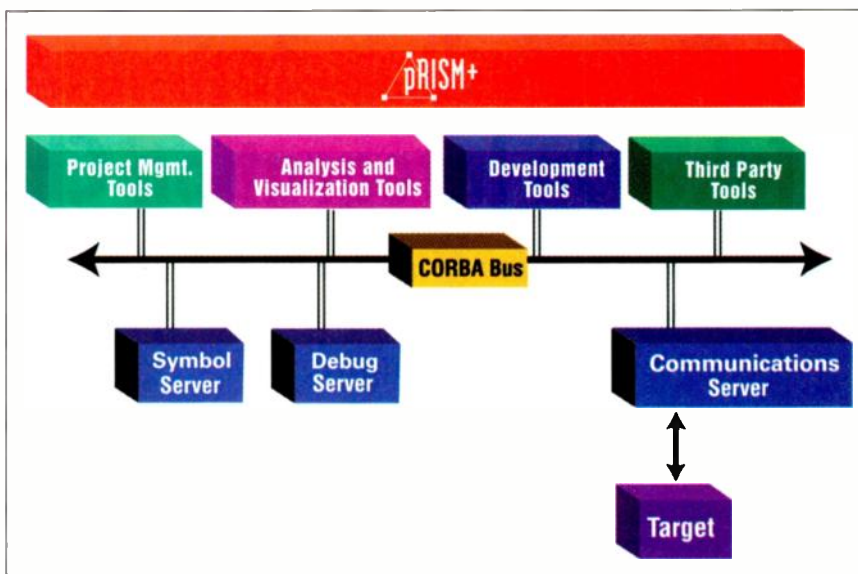 pRISM+
Project Mgmt.
Tools
Analysis and
Visualization Tools
Development
Tools
Third Party
Tools
CORBA Bus
Symbol
Server
Debug
Server
Communications
Server
Target